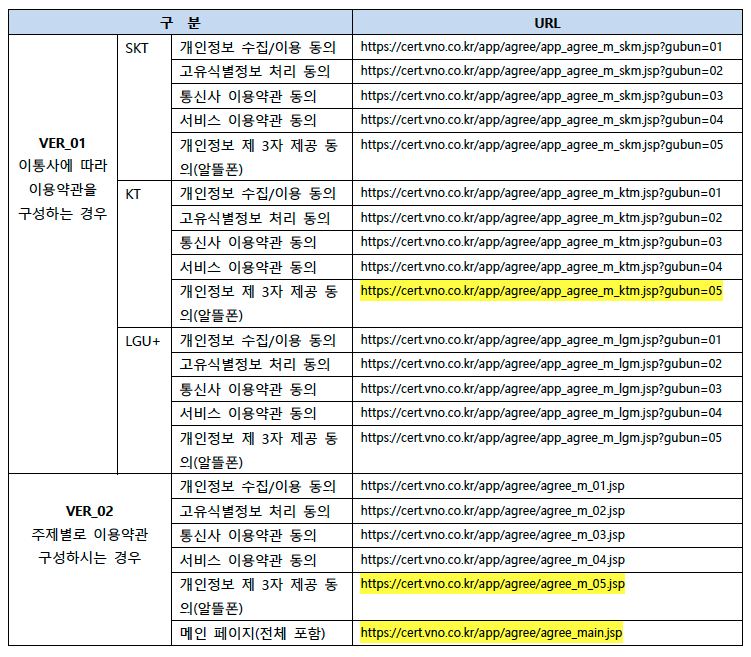 구 분 URL
VER_01
이통사에 따라
이용약관을
구성하는 경우
SKT
개인정보 수집/이용 동의 https://cert.vno.co.kr/app/agree/app_agree_m_skm.jsp?gubun=01
고유식별정보 처리 동의 https://cert.vno.co.kr/app/agree/app_agree_m_skm.jsp?gubun=02
통신사 이용약관 동의 https://cert.vno.co.kr/app/agree/app_agree_m_skm.jsp?gubun=03
서비스 이용약관 동의 https://cert.vno.co.kr/app/agree/app_agree_m_skm.jsp?gubun=04
개인정보 제 3자 제공 동 https://cert.vno.co.kr/app/agree/app_agree_m_skm.jsp?gubun=05
의(알뜰폰)
KT
개인정보 수집/이용 동의 https://cert.vno.co.kr/app/agree/app_agree_m_ktm.jsp?gubun=01
고유식별정보 처리 동의 https://cert.vno.co.kr/app/agree/app_agree_m_ktm.jsp?gubun=02
통신사 이용약관 동의 https://cert.vno.co.kr/app/agree/app_agree_m_ktm.jsp?gubun=03
서비스 이용약관 동의 https://cert.vno.co.kr/app/agree/app_agree_m_ktm.jsp?gubun=04
개인정보 제 3자 제공 동 https://cert.vno.co.kr/app/agree/app_agree_m_ktm.jsp?gubun=05
의(알뜰폰)
LGU+
개인정보 수집/이용 동의 https://cert.vno.co.kr/app/agree/app_agree_m_lgm.jsp?gubun=01
고유식별정보 처리 동의 https://cert.vno.co.kr/app/agree/app_agree_m_lgm.jsp?gubun=02
통신사 이용약관 동의 https://cert.vno.co.kr/app/agree/app_agree_m_lgm.jsp?gubun=03
서비스 이용약관 동의 https://cert.vno.co.kr/app/agree/app_agree_m_lgm.jsp?gubun=04
개인정보 제 3자 제공 동 https://cert.vno.co.kr/app/agree/app_agree_m_lgm.jsp?gubun=05
의(알뜰폰)
VER_02
주제별로 이용약관
구성하시는 경우
개인정보 수집/이용 동의 https://cert.vno.co.kr/app/agree/agree_m_01.jsp
고유식별정보 처리 동의 https://cert.vno.co.kr/app/agree/agree_m_02.jsp
통신사 이용약관 동의 https://cert.vno.co.kr/app/agree/agree_m_03.jsp
서비스 이용약관 동의 https://cert.vno.co.kr/app/agree/agree_m_04.jsp
개인정보 제 3자 제공 동 https://cert.vno.co.kr/app/agree/agree_m_05.jsp
의(알뜰폰)
메인 페이지(전체 포함) https://cert.vno.co.kr/app/agree/agree_main.jsp